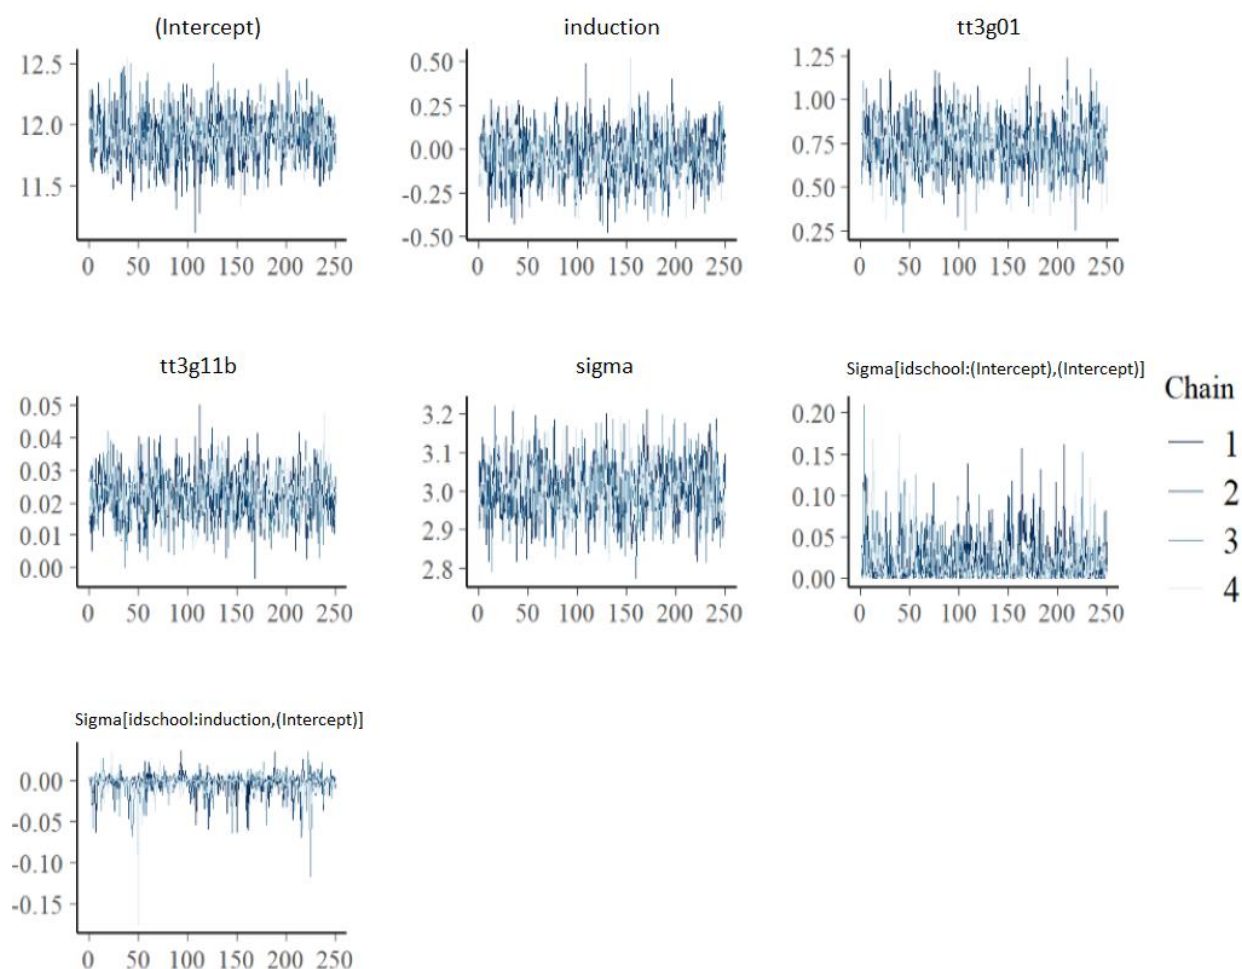 (Intercept)
induction
tt3g01
12.5
12.0
11.5
0 50 100 150 200 250
0.50
0.25
0.00
-0.25
-0.50
0 50 100 150 200 250
1.25
1.00
0.75
0.50
0.25
0 50 100 150 200 250
tt3g11b
sigma
Sigma[idschool:(Intercept),(Intercept)]
0.05
0.04
0.03
0.02
0.01
0.00
0 50 100 150 200 250
3.2
3.1
3.0
2.9
2.8
0 50 100 150 200 250
0.20
0.15
0.10
0.05
0.00
0 50 100 150 200 250
Chain
1
2
3
4
Sigma[idschool:induction,(Intercept)]
0.00
-0.05
-0.10
-0.15
0 50 100 150 200 250